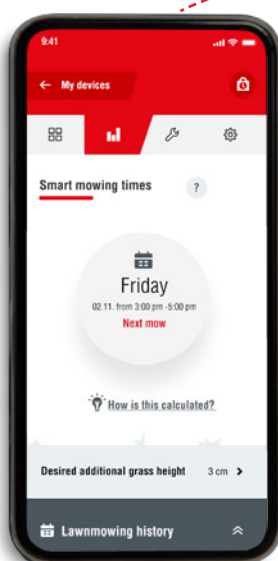 9:41
My devices
Smart mowing times ?
Friday
02.11. from 3:00 pm -5:00 pm
Next mow
How is this calculated?
Desired additional grass height 3 cm
Lawnmowing history